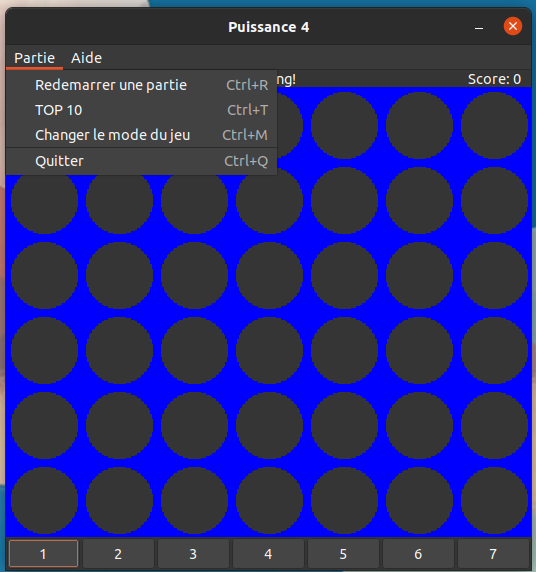 Puissance 4
Partie Aide
ng! Score: 0
Redemarrer une partie Ctrl+R
TOP 10 Ctrl+T
Changer le mode du jeu Ctrl+M
Quitter Ctrl+Q
1 2 3 4 5 6 7